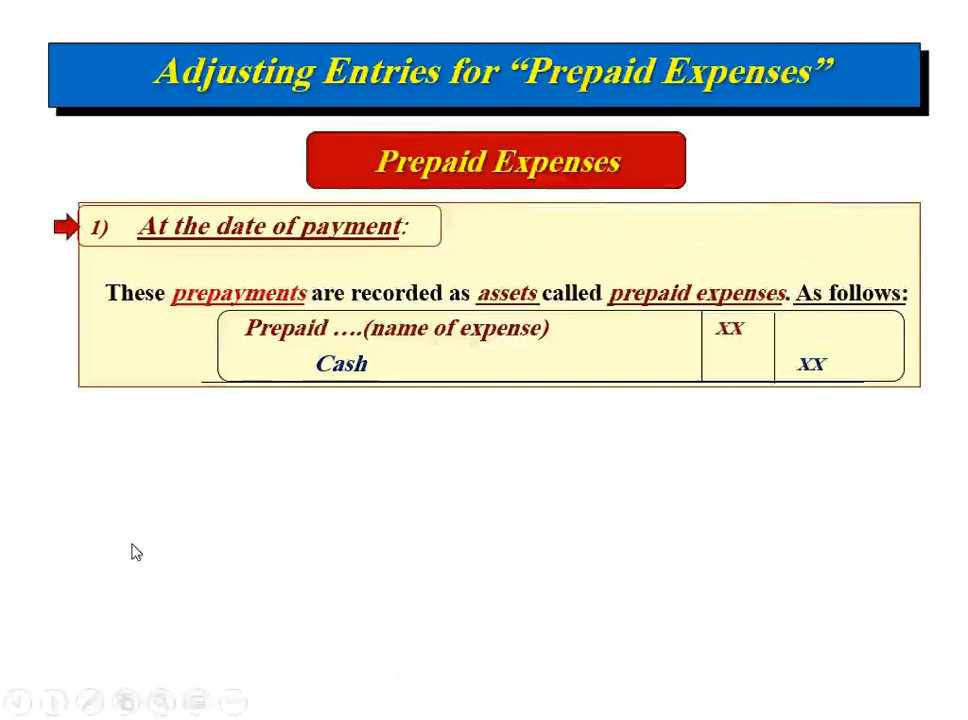 Adjusting Entries for “Prepaid Expenses”
Prepaid Expenses
1) At the date of payment:
These prepayments are recorded as assets called prepaid expenses. As follows:
Prepaid ….(name of expense) XX
Cash XX